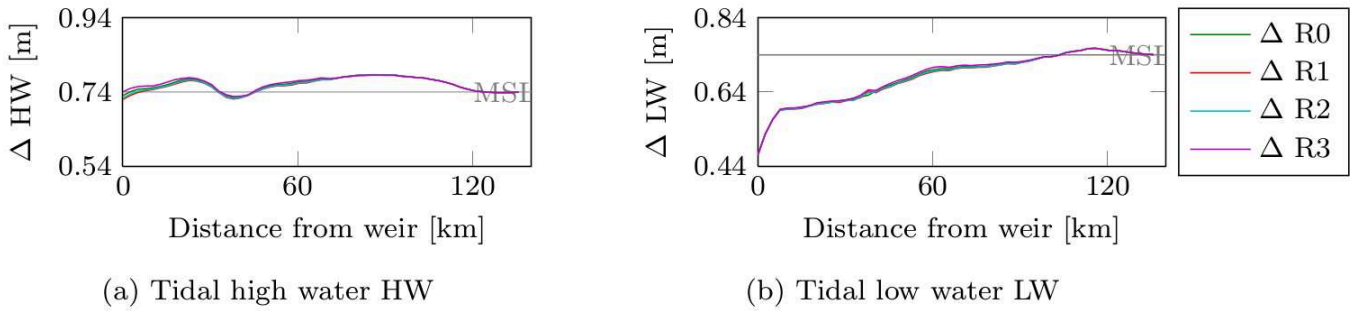 0.94
0.74
0.54
Δ HW [m]
MSL
0 60 120
Distance from weir [km]
(a) Tidal high water HW
0.84
0.64
0.44
Δ LW [m]
MSL
0 60 120
Distance from weir [km]
(b) Tidal low water LW
Δ R0
Δ R1
Δ R2
Δ R3